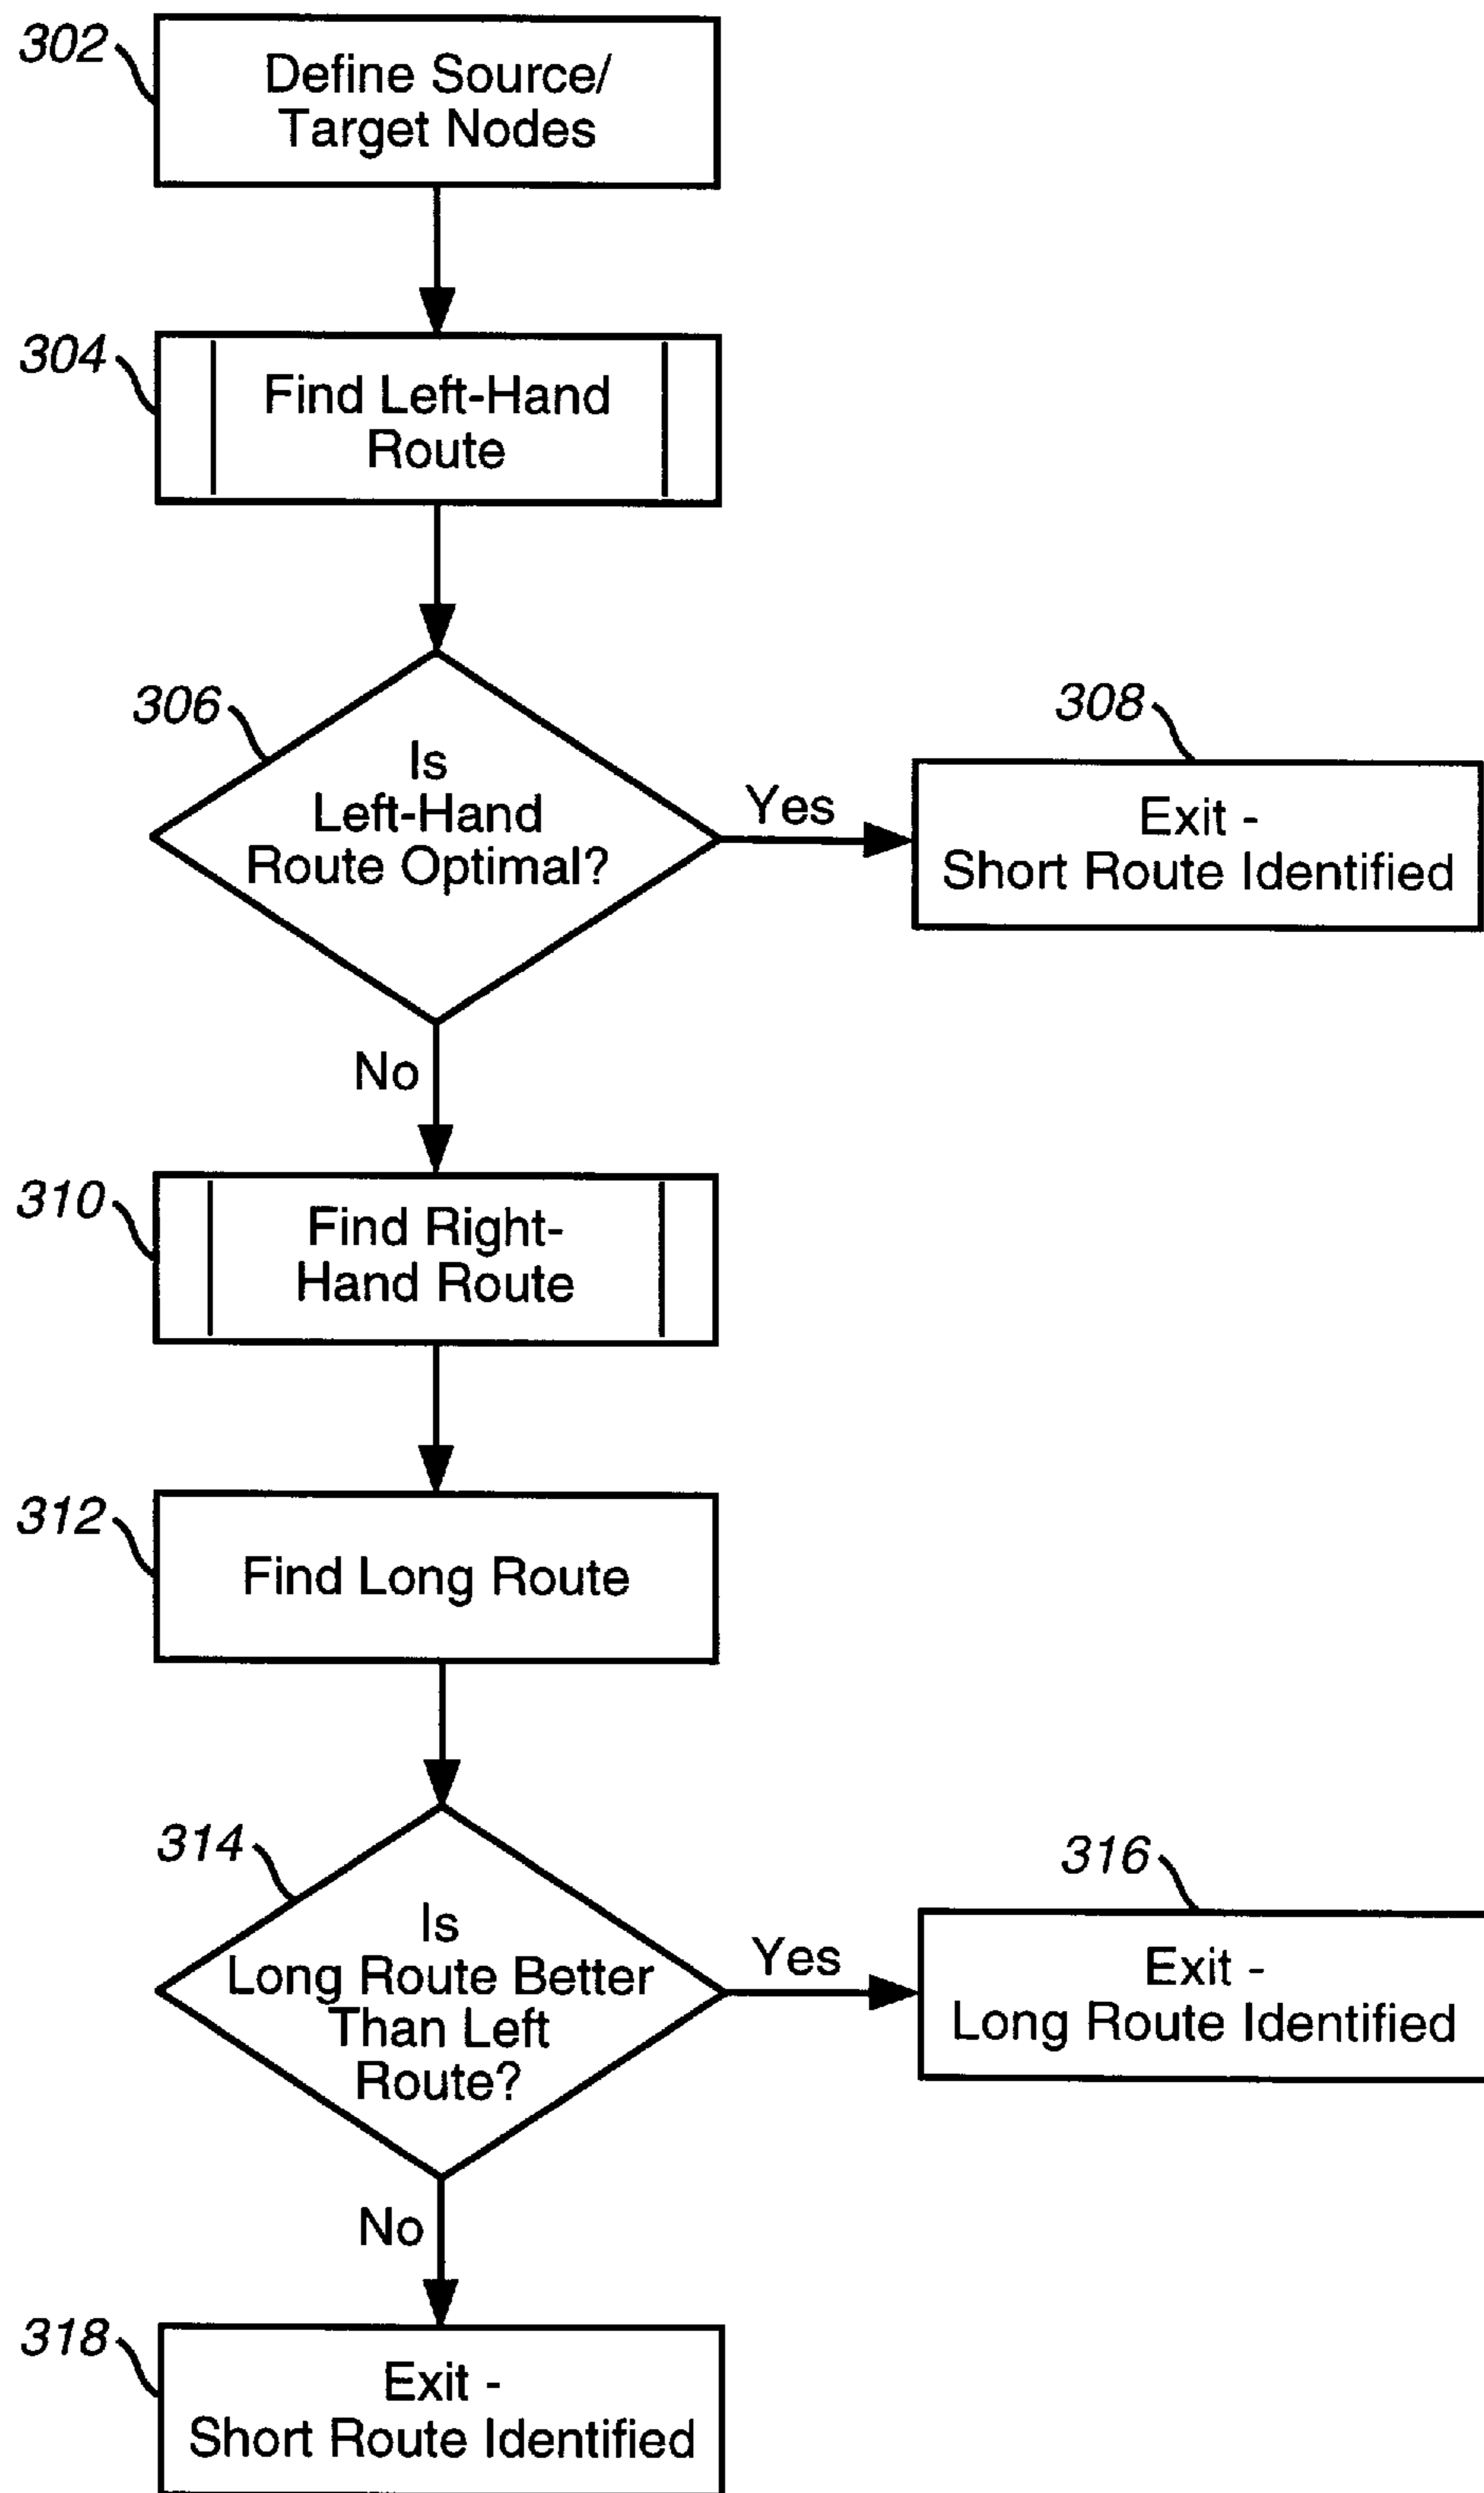 302
Define Source/
Target Nodes
304
Find Left-Hand
Route
306
Is
Left-Hand
Route Optimal?
Yes
308
Exit -
Short Route Identified
No
310
Find Right-
Hand Route
312
Find Long Route
314
Is
Long Route Better
Than Left
Route?
Yes
316
Exit -
Long Route Identified
No
318
Exit -
Short Route Identified